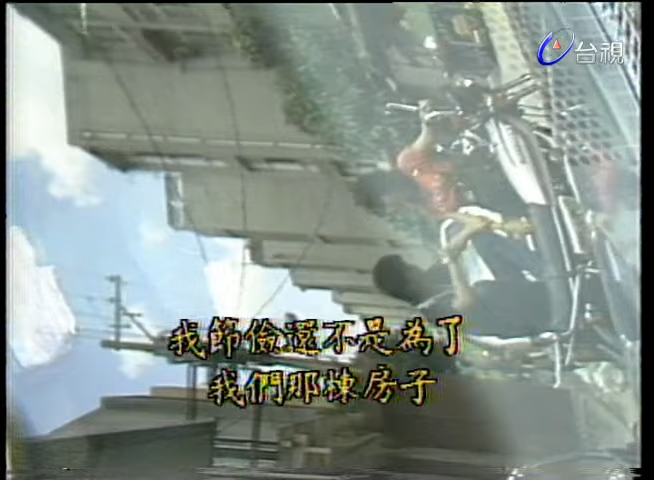 台視
我節儉還不是為了
我們那棟房子